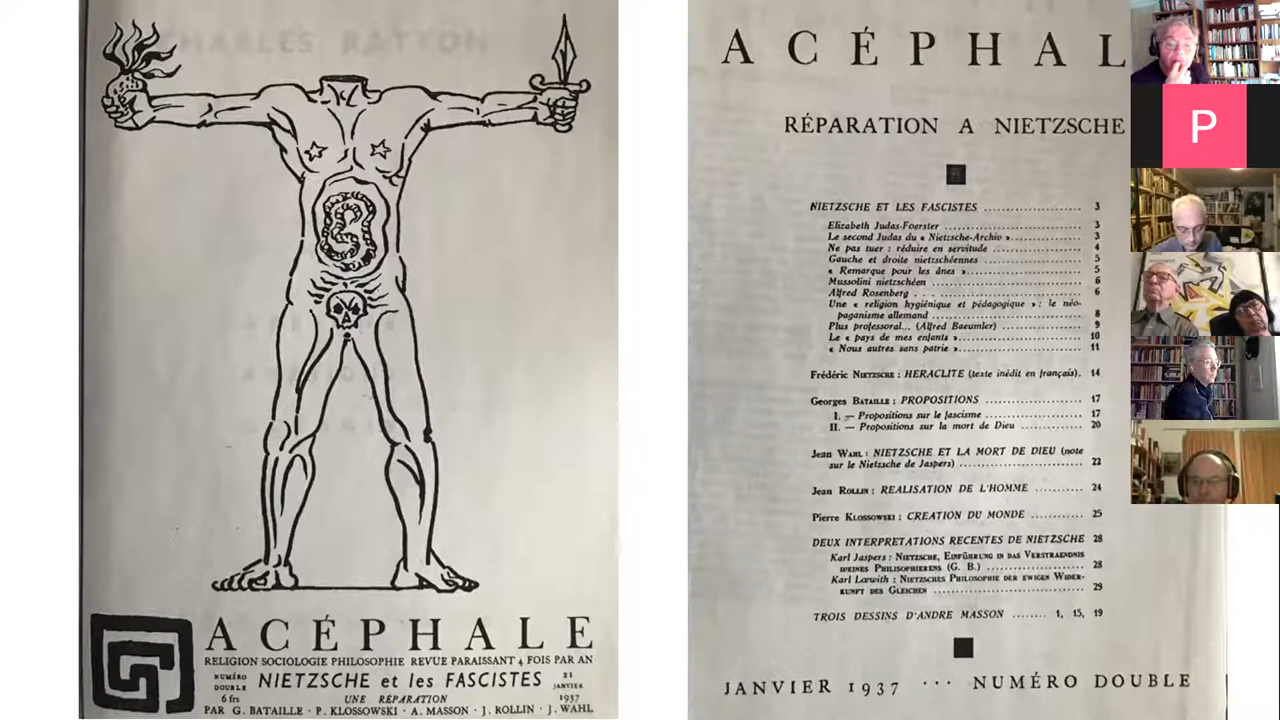 CHARLES RATTON
ACÉPHALE
RELIGION SOCIOLOGIE PHILOSOPHIE REVUE PARAISSANT 4 FOIS PAR AN
NUMÉRO DOUBLE 6 frs
NIETZSCHE et les FASCISTES
21 JANVIER 1937
UNE RÉPARATION
PAR G. BATAILLE · P. KLOSSOWSKI · A. MASSON · J. ROLLIN · J. WAHL
ACÉPHAL
RÉPARATION A NIETZSCHE
NIETZSCHE ET LES FASCISTES ........ 3
Elizabeth Judas-Foerster ........ 3
Le second Judas du « Nietzsche-Archiv » ........ 3
Ne pas tuer : réduire en servitude ........ 4
Gauche et droite nietzschéennes ........ 5
« Remarque pour les ânes » ........ 5
Mussolini nietzschéen ........ 6
Alfred Rosenberg ........ 6
Une « religion hygiénique et pédagogique » : le néo-
paganisme allemand ........ 8
Plus professoral... (Alfred Baeumler) ........ 9
Le « pays de mes enfants » ........ 10
« Nous autres sans patrie » ........ 11
Frédéric NIETZSCHE : HERACLITE (texte inédit en français). 14
Georges BATAILLE : PROPOSITIONS ........ 17
I. — Propositions sur le fascisme ........ 17
II. — Propositions sur la mort de Dieu ........ 20
Jean WAHL : NIETZSCHE ET LA MORT DE DIEU (note
sur le Nietzsche de Jaspers) ........ 22
Jean ROLLIN : REALISATION DE L'HOMME ........ 24
Pierre KLOSSOWSKI : CREATION DU MONDE ........ 25
DEUX INTERPRETATIONS RECENTES DE NIETZSCHE 28
Karl Jaspers : NIETZSCHE, EINFÜHRUNG IN DAS VERSTRAENDNIS
PHILISOPHIERENS (G. B.) ........ 28
Karl Lœwith : NIETZSCHES PHILOSOPHIE DER EWIGEN WIDER-
KUNFT DES GLEICHEN ........ 29
TROIS DESSINS D'ANDRE MASSON ........ 1, 15, 19
JANVIER 1937 ··· NUMÉRO DOUBLE
P